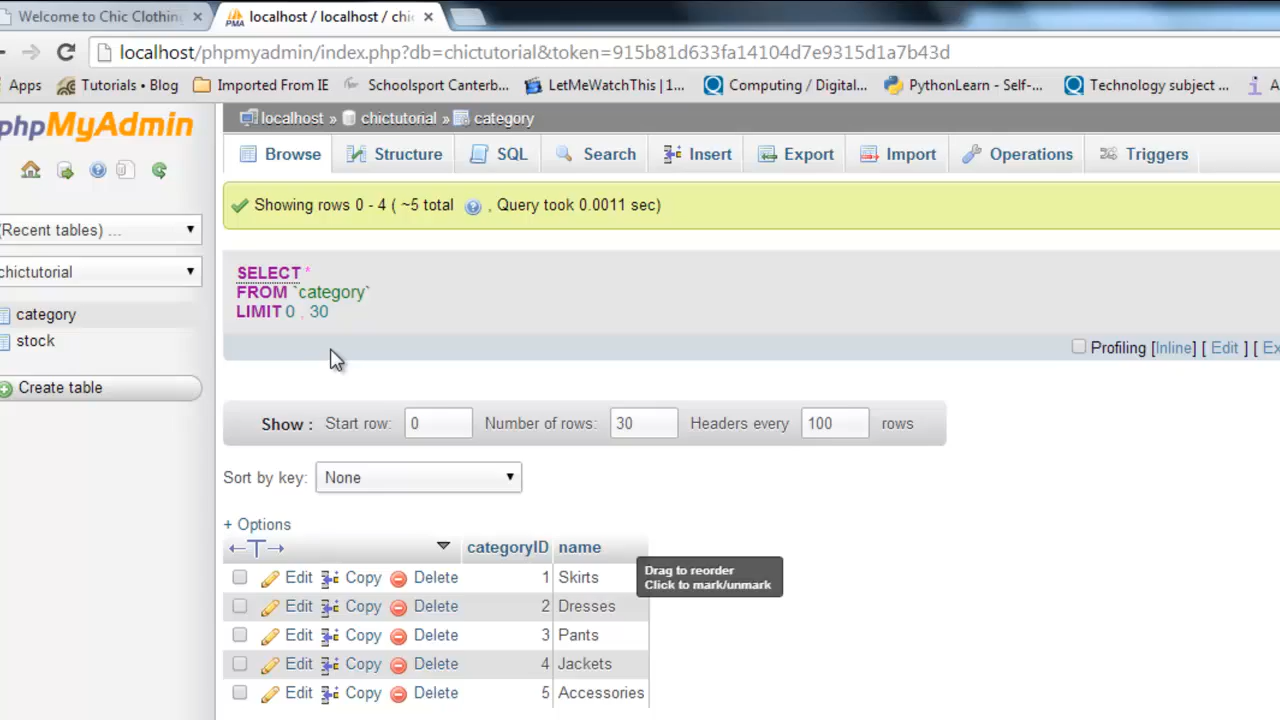 Welcome to Chic Clothing ×
PMA localhost / localhost / chic ×
localhost/phpmyadmin/index.php?db=chictutorial&token=915b81d633fa14104d7e9315d1a7b43d
Apps Tutorials • Blog Imported From IE Schoolsport Canterb... LetMeWatchThis | 1... Computing / Digital... PythonLearn - Self-... Technology subject ...
phpMyAdmin
localhost » chictutorial » category
Browse Structure SQL Search Insert Export Import Operations Triggers
Showing rows 0 - 4 ( ~5 total , Query took 0.0011 sec)
(Recent tables) ...
chictutorial
category
stock
Create table
SELECT *
FROM `category`
LIMIT 0 , 30
Profiling [Inline] [ Edit ] [ Ex
Show : Start row: 0 Number of rows: 30 Headers every 100 rows
Sort by key: None
+ Options
←T→ categoryID name
Drag to reorder
Click to mark/unmark
Edit Copy Delete 1 Skirts
Edit Copy Delete 2 Dresses
Edit Copy Delete 3 Pants
Edit Copy Delete 4 Jackets
Edit Copy Delete 5 Accessories